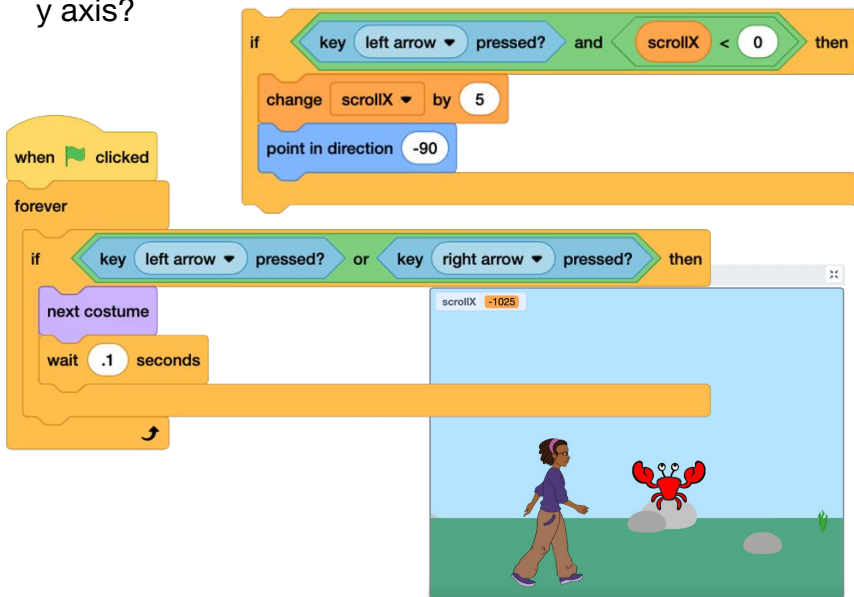 y axis?
if key left arrow pressed? and scrollX < 0 then
change scrollX by 5
point in direction -90
when clicked
forever
if key left arrow pressed? or key right arrow pressed? then
next costume
wait .1 seconds
scrollX -1025